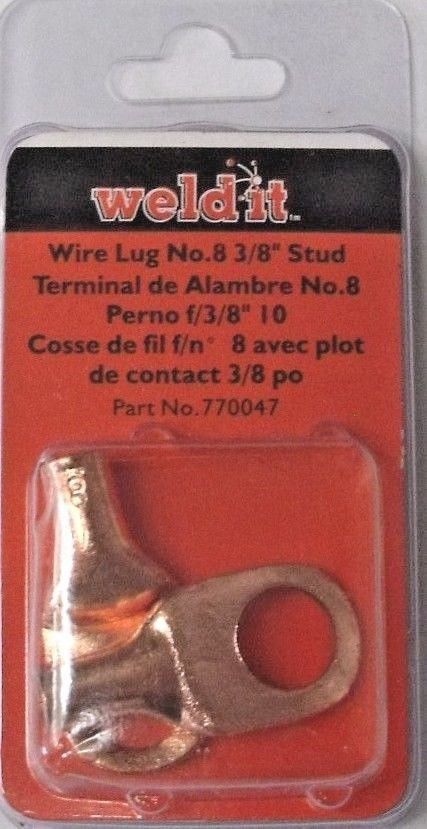 weld it™
Wire Lug No.8 3/8" Stud
Terminal de Alambre No.8
Perno f/3/8" 10
Cosse de fil f/n° 8 avec plot
de contact 3/8 po
Part No.770047